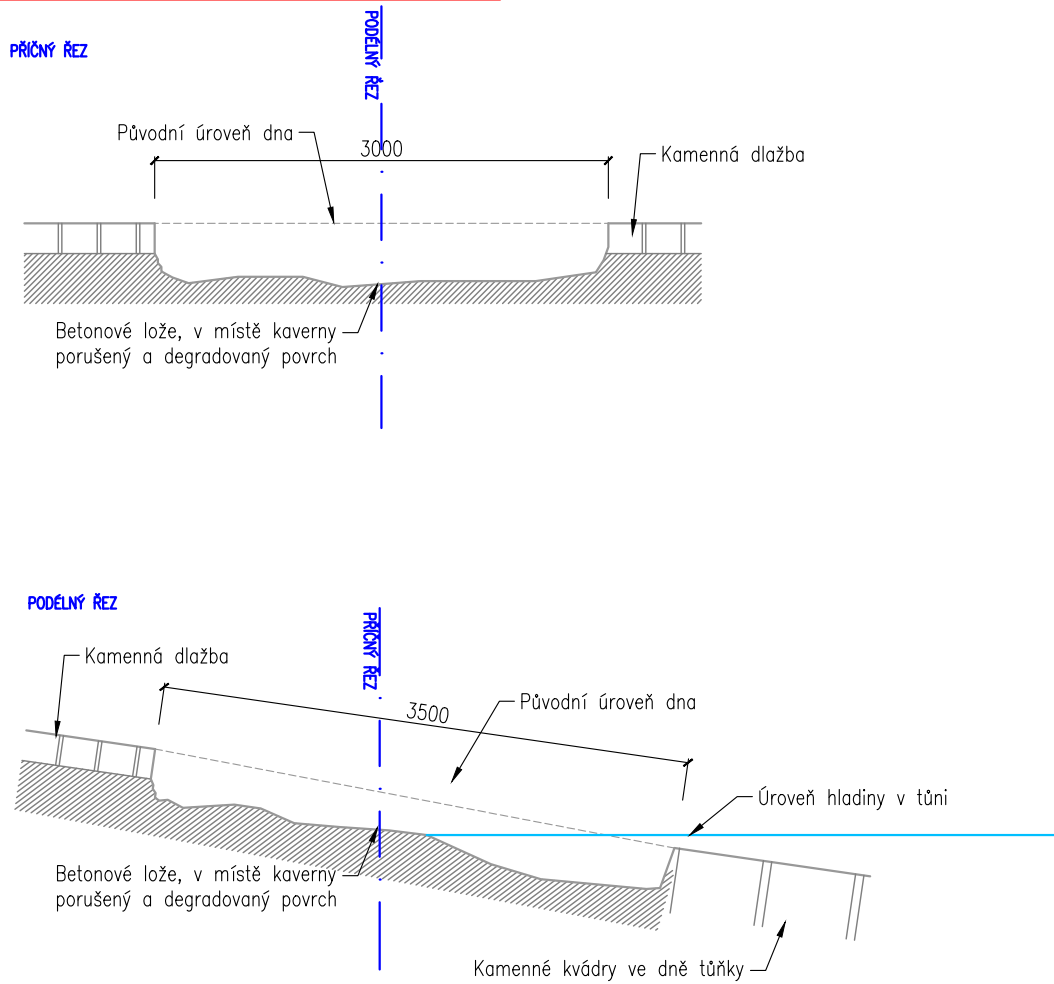 PODÉLNÝ ŘEZ
PŘÍČNÝ ŘEZ
Původní úroveň dna
3000
Kamenná dlažba
Betonové lože, v místě kaverny
porušený a degradovaný povrch
PODÉLNÝ ŘEZ
PŘÍČNÝ ŘEZ
Kamenná dlažba
3500
Původní úroveň dna
Úroveň hladiny v tůni
Betonové lože, v místě kaverny
porušený a degradovaný povrch
Kamenné kvádry ve dně tůňky